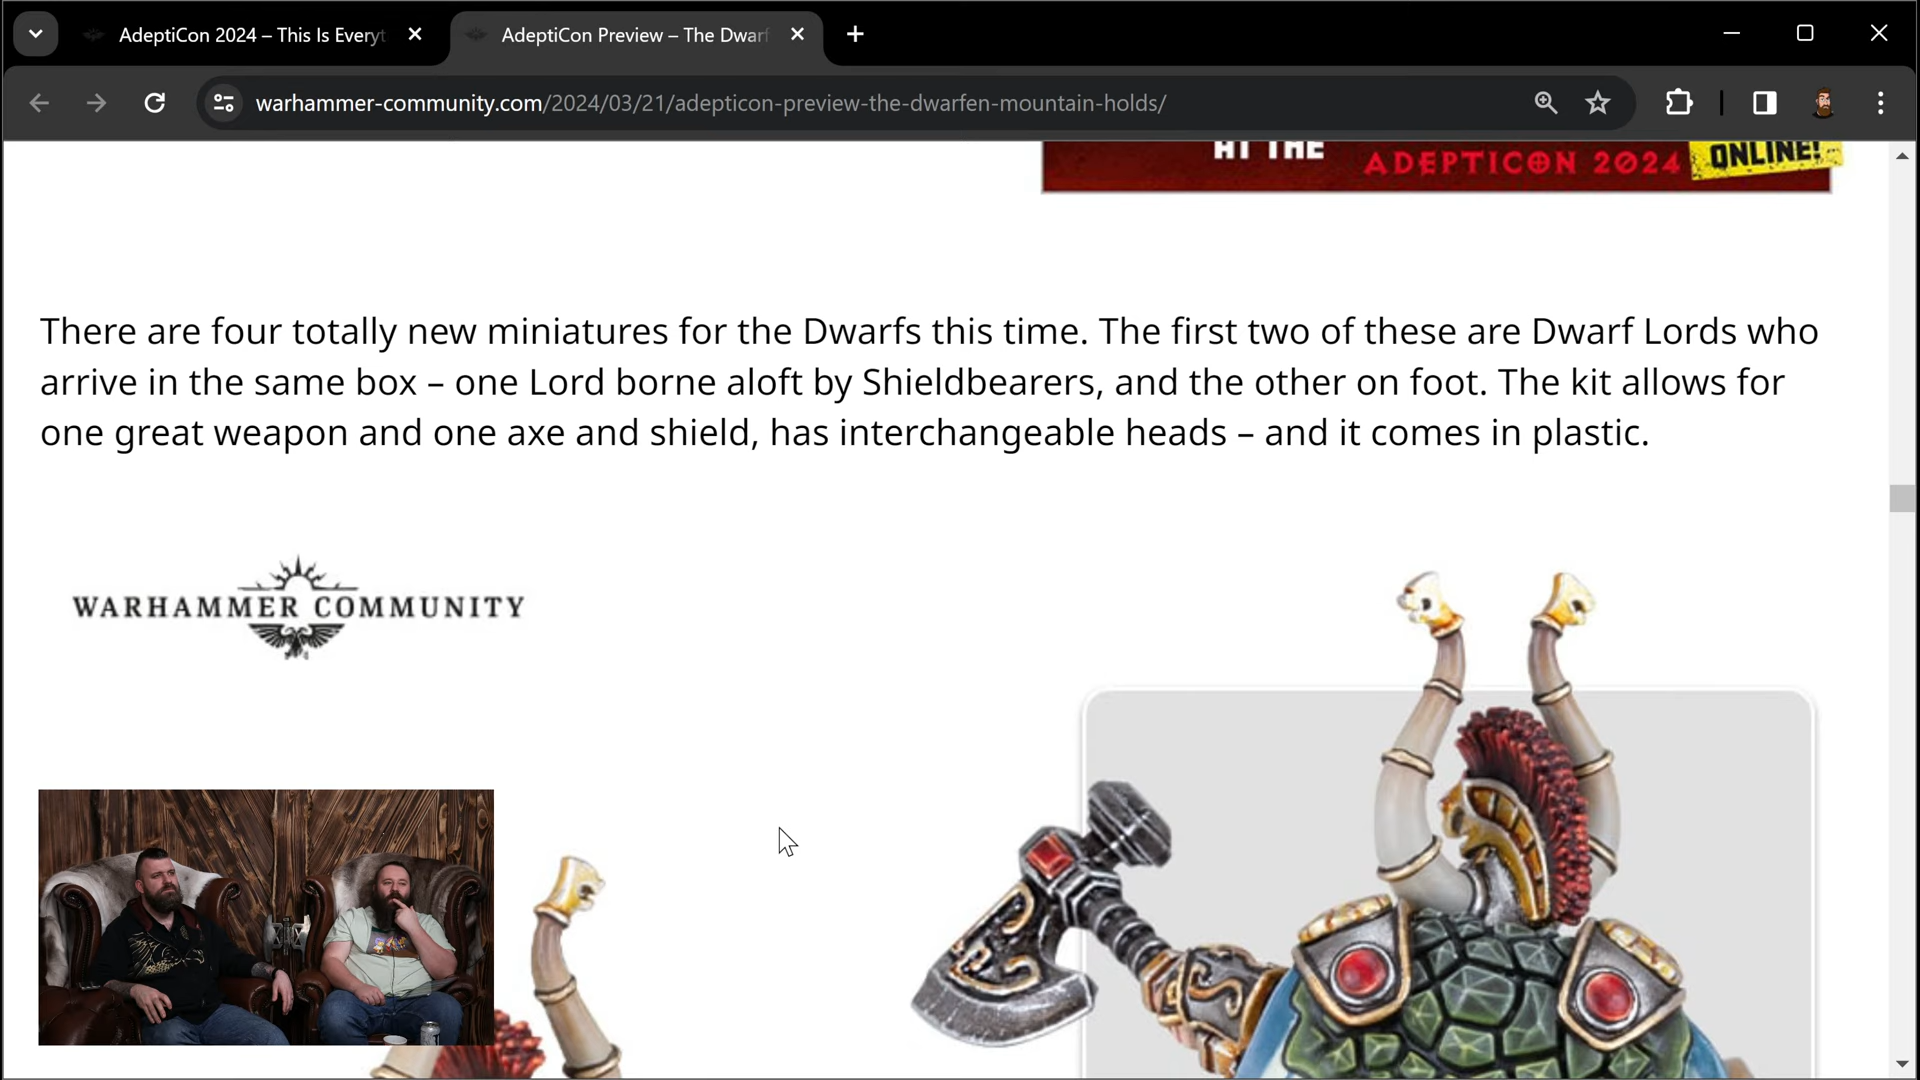 AdeptiCon 2024 – This Is Everyt
AdeptiCon Preview – The Dwarf
warhammer-community.com/2024/03/21/adepticon-preview-the-dwarfen-mountain-holds/
AT THE ADEPTICON 2024 ONLINE!
There are four totally new miniatures for the Dwarfs this time. The first two of these are Dwarf Lords who
arrive in the same box – one Lord borne aloft by Shieldbearers, and the other on foot. The kit allows for
one great weapon and one axe and shield, has interchangeable heads – and it comes in plastic.
WARHAMMER COMMUNITY